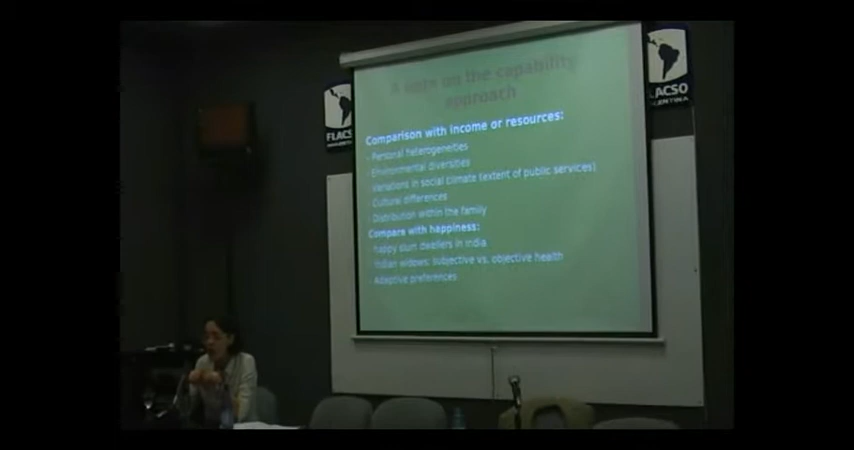 A note on the capability
approach
Comparison with income or resources:
- Personal heterogeneities
- Environmental diversities
- Variations in social climate (extent of public services)
- Cultural differences
- Distribution within the family
Compare with happiness:
- happy slum dwellers in India
- Indian widows: subjective vs. objective health
- Adaptive preferences
FLACSO
FLACSO
ARGENTINA